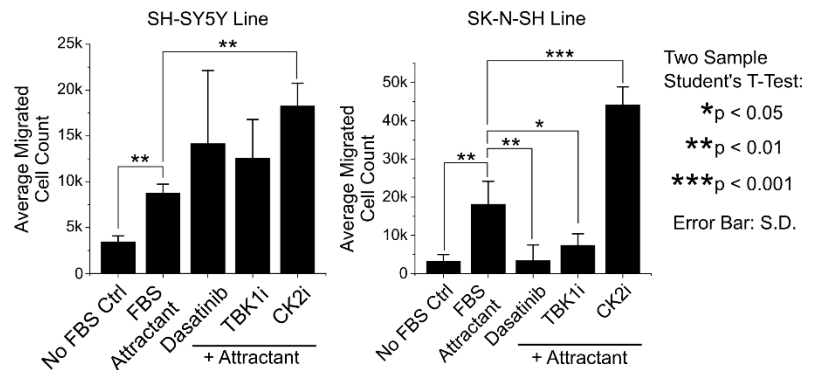 SH-SY5Y Line
Average Migrated
Cell Count
25k
20k
15k
10k
5k
0
**
**
No FBS Ctrl
FBS
Attractant
Dasatinib
TBK1i
CK2i
+ Attractant
SK-N-SH Line
Average Migrated
Cell Count
50k
40k
30k
20k
10k
0
***
*
**
**
No FBS Ctrl
FBS
Attractant
Dasatinib
TBK1i
CK2i
+ Attractant
Two Sample
Student's T-Test:
*p < 0.05
**p < 0.01
***p < 0.001
Error Bar: S.D.